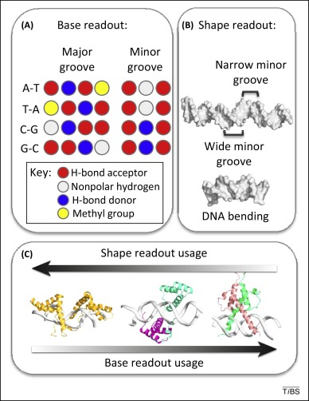 (A) Base readout:
Major groove
Minor groove
A-T
T-A
C-G
G-C
Key:
H-bond acceptor
Nonpolar hydrogen
H-bond donor
Methyl group
(B) Shape readout:
Narrow minor
groove
Wide minor
groove
DNA bending
(C)
Shape readout usage
Base readout usage
TiBS